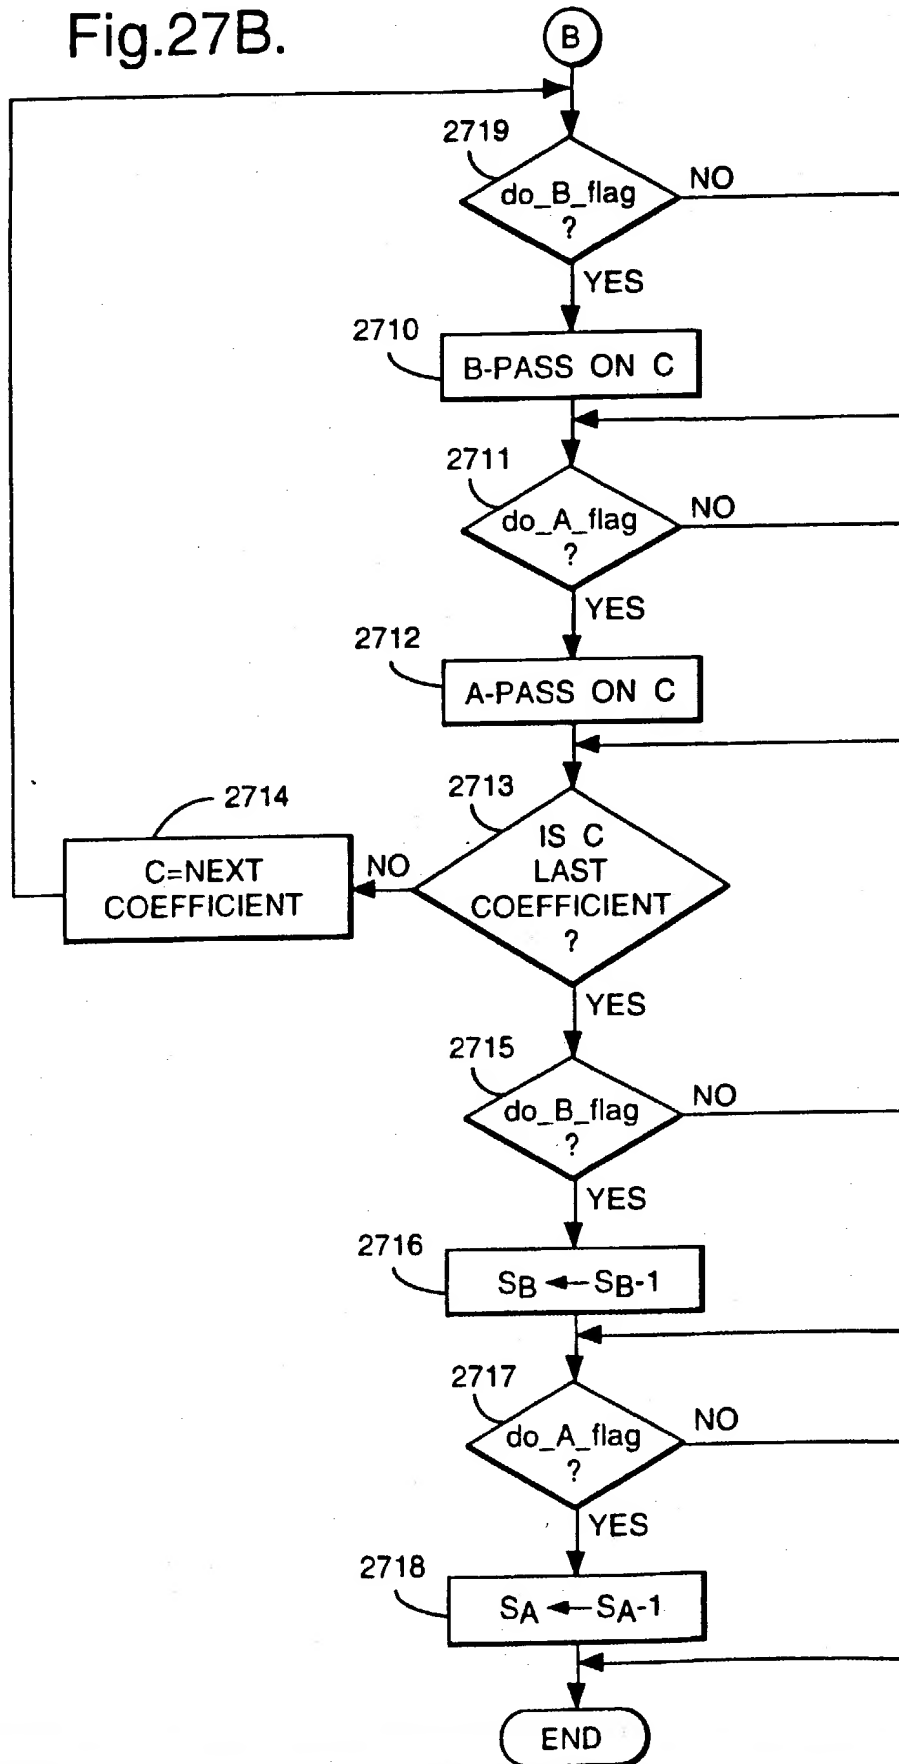 Fig.27B.
B
2719
do_B_flag
?
NO
YES
2710
B-PASS ON C
2711
do_A_flag
?
NO
YES
2712
A-PASS ON C
2713
IS C
LAST
COEFFICIENT
?
NO
2714
C=NEXT
COEFFICIENT
YES
2715
do_B_flag
?
NO
YES
2716
SB ← SB-1
2717
do_A_flag
?
NO
YES
2718
SA ← SA-1
END